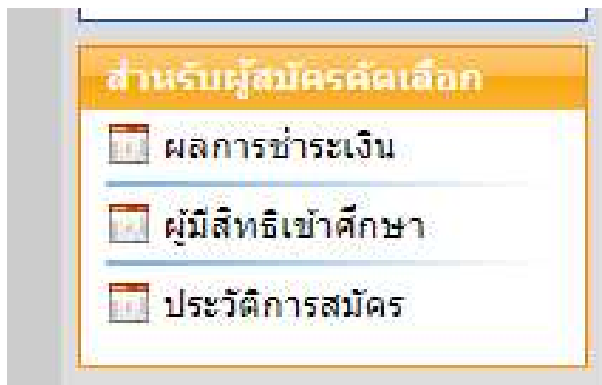 สำหรับผู้สมัครคัดเลือก
ผลการชำระเงิน
ผู้มีสิทธิเข้าศึกษา
ประวัติการสมัคร